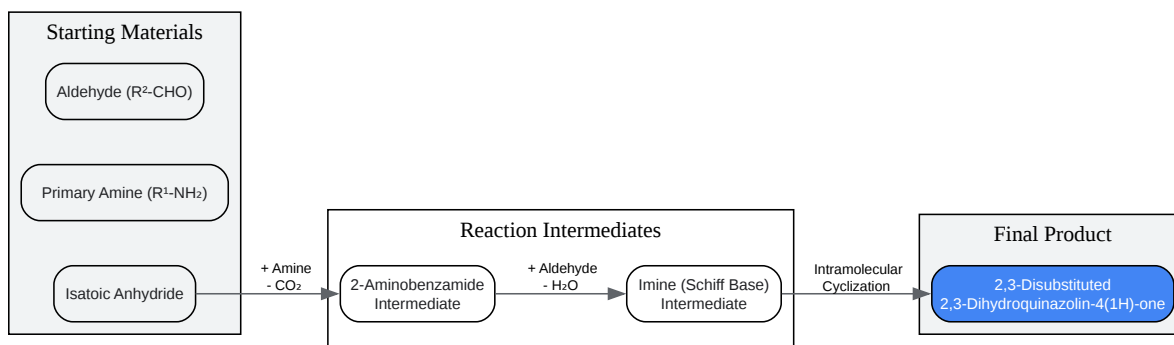 Starting Materials
Aldehyde (R²-CHO)
Primary Amine (R¹-NH₂)
Isatoic Anhydride
+ Amine
- CO₂
Reaction Intermediates
2-Aminobenzamide
Intermediate
+ Aldehyde
- H₂O
Imine (Schiff Base)
Intermediate
Intramolecular
Cyclization
Final Product
2,3-Disubstituted
2,3-Dihydroquinazolin-4(1H)-one